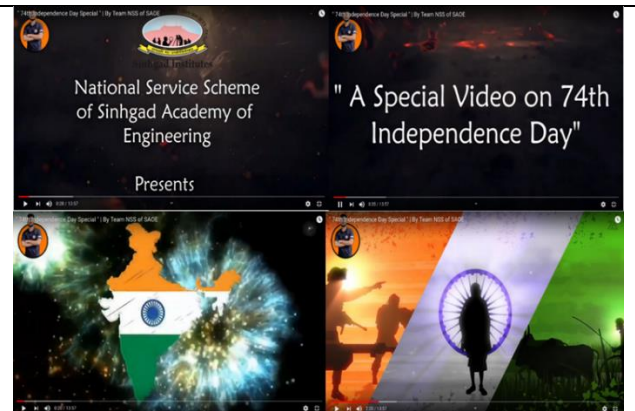 "74th Independence Day Special" | By Team NSS of SAOE
Sinhgad Institutes
National Service Scheme
of Sinhgad Academy of
Engineering
Presents
"74th Independence Day Special" | By Team NSS of SAOE
" A Special Video on 74th
Independence Day"
"74th Independence Day Special" | By Team NSS of SAOE
"74th Independence Day Special" | By Team NSS of SAOE